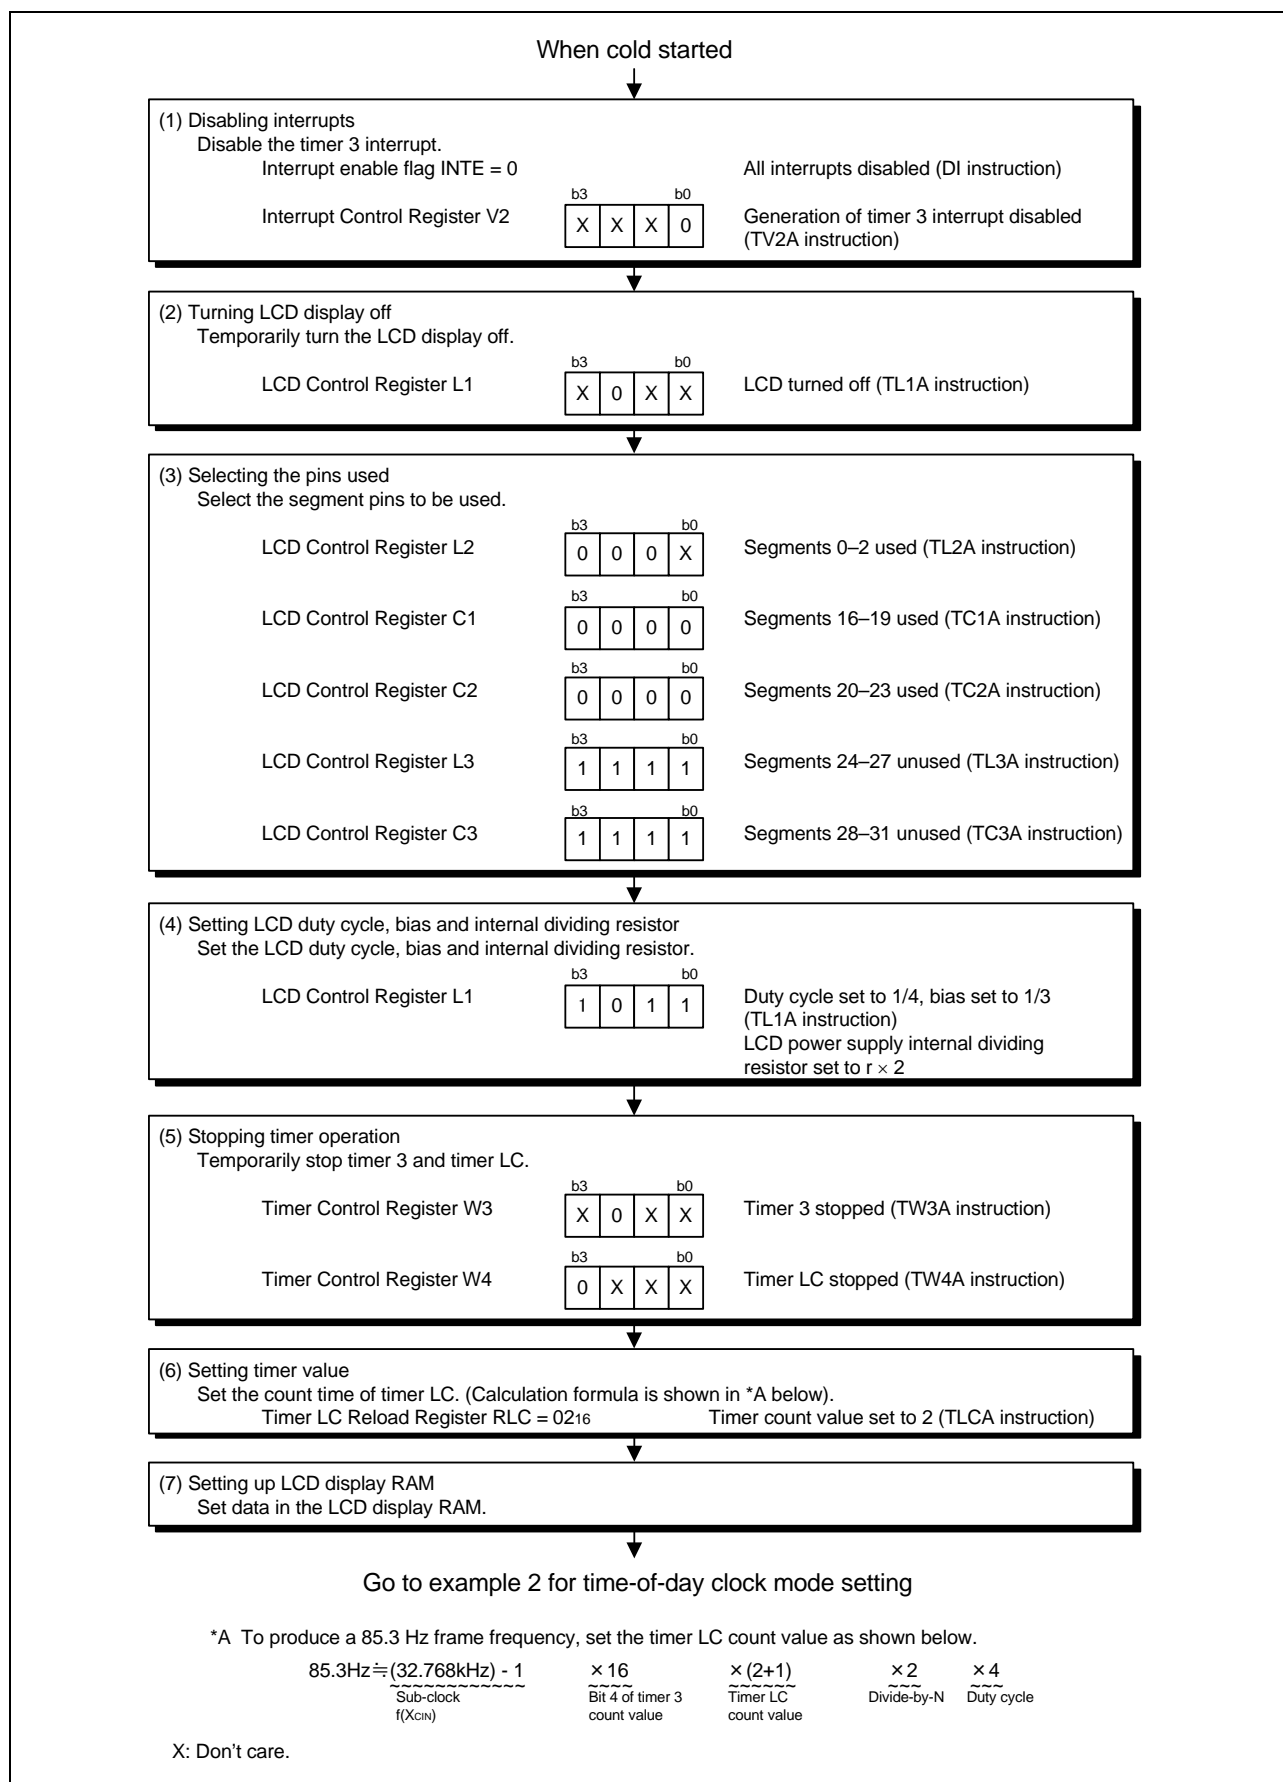 When cold started
(1) Disabling interrupts
Disable the timer 3 interrupt.
Interrupt enable flag INTE = 0 All interrupts disabled (DI instruction)
b3 b0
Interrupt Control Register V2 X X X 0 Generation of timer 3 interrupt disabled
(TV2A instruction)
(2) Turning LCD display off
Temporarily turn the LCD display off.
b3 b0
LCD Control Register L1 X 0 X X LCD turned off (TL1A instruction)
(3) Selecting the pins used
Select the segment pins to be used.
b3 b0
LCD Control Register L2 0 0 0 X Segments 0–2 used (TL2A instruction)
b3 b0
LCD Control Register C1 0 0 0 0 Segments 16–19 used (TC1A instruction)
b3 b0
LCD Control Register C2 0 0 0 0 Segments 20–23 used (TC2A instruction)
b3 b0
LCD Control Register L3 1 1 1 1 Segments 24–27 unused (TL3A instruction)
b3 b0
LCD Control Register C3 1 1 1 1 Segments 28–31 unused (TC3A instruction)
(4) Setting LCD duty cycle, bias and internal dividing resistor
Set the LCD duty cycle, bias and internal dividing resistor.
b3 b0
LCD Control Register L1 1 0 1 1 Duty cycle set to 1/4, bias set to 1/3
(TL1A instruction)
LCD power supply internal dividing
resistor set to r × 2
(5) Stopping timer operation
Temporarily stop timer 3 and timer LC.
b3 b0
Timer Control Register W3 X 0 X X Timer 3 stopped (TW3A instruction)
b3 b0
Timer Control Register W4 0 X X X Timer LC stopped (TW4A instruction)
(6) Setting timer value
Set the count time of timer LC. (Calculation formula is shown in *A below).
Timer LC Reload Register RLC = 0216 Timer count value set to 2 (TLCA instruction)
(7) Setting up LCD display RAM
Set data in the LCD display RAM.
Go to example 2 for time-of-day clock mode setting
*A To produce a 85.3 Hz frame frequency, set the timer LC count value as shown below.
85.3Hz≒(32.768kHz) - 1 ×16 ×(2+1) ×2 ×4
Sub-clock Bit 4 of timer 3 Timer LC Divide-by-N Duty cycle
f(XCIN) count value count value
X: Don't care.